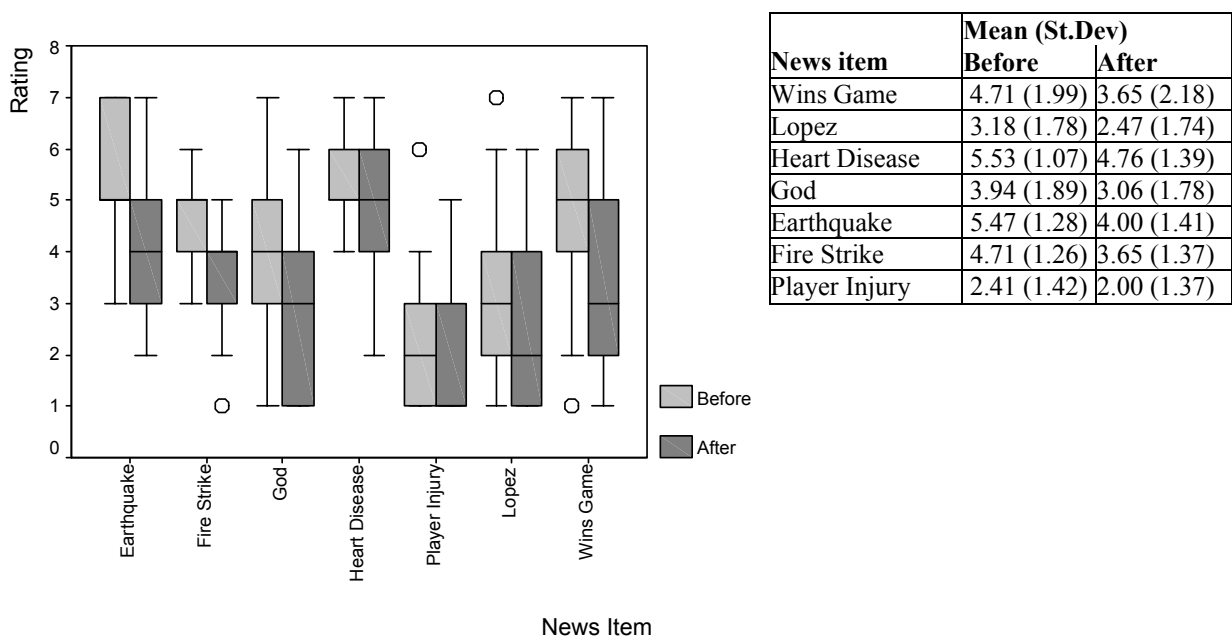 Rating
8
7
6
5
4
3
2
1
0
Earthquake
Fire Strike
God
Heart Disease
Player Injury
Lopez
Wins Game
News Item
Before
After
Mean (St.Dev)
News item Before After
Wins Game 4.71 (1.99) 3.65 (2.18)
Lopez 3.18 (1.78) 2.47 (1.74)
Heart Disease 5.53 (1.07) 4.76 (1.39)
God 3.94 (1.89) 3.06 (1.78)
Earthquake 5.47 (1.28) 4.00 (1.41)
Fire Strike 4.71 (1.26) 3.65 (1.37)
Player Injury 2.41 (1.42) 2.00 (1.37)